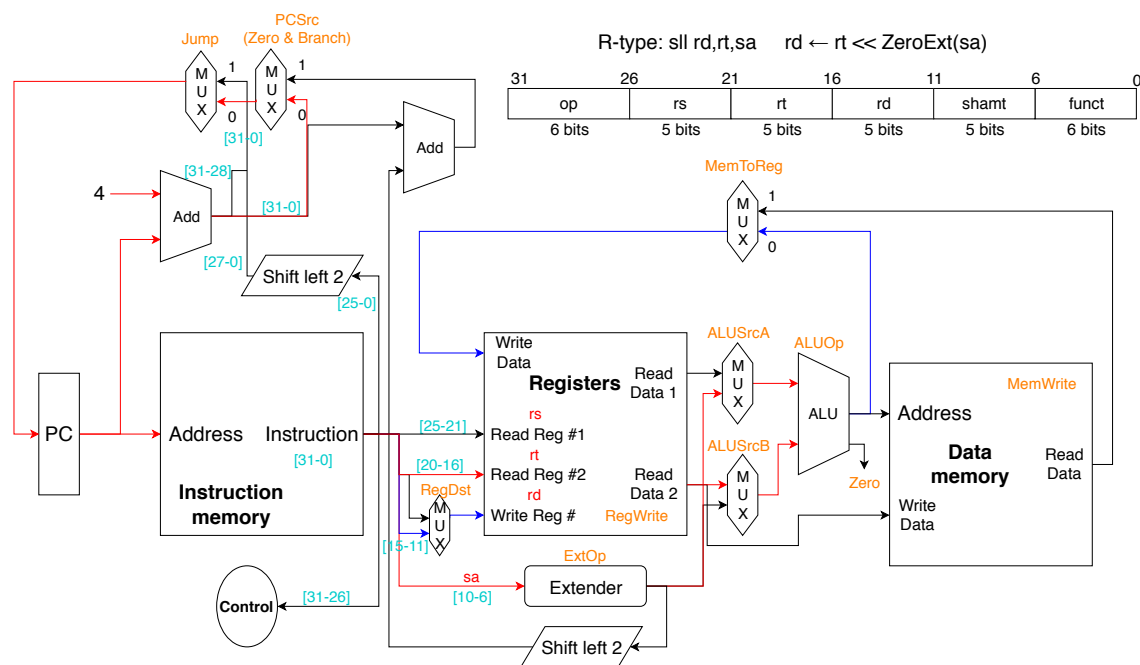 PCSrc
(Zero & Branch)
Jump
R-type: sll rd,rt,sa rd ← rt << ZeroExt(sa)
31 26 21 16 11 6 0
op rs rt rd shamt funct
6 bits 5 bits 5 bits 5 bits 5 bits 6 bits
M
U
X
1
0
M
U
X
1
0
[31-0]
Add
[31-28]
4
Add
[31-0]
MemToReg
M
U
X
1
0
[27-0]
Shift left 2
[25-0]
Write
Data
Registers
Read
Data 1
rs
Read Reg #1
rt
Read Reg #2
rd
Write Reg #
Read
Data 2
RegWrite
ALUSrcA
M
U
X
ALUOp
ALU
Zero
ALUSrcB
M
U
X
MemWrite
Address
Data
memory
Read
Data
Write
Data
PC
Address
Instruction
[31-0]
Instruction
memory
[25-21]
[20-16]
RegDst
M
U
X
[15-11]
ExtOp
sa
[10-6]
Extender
Control
[31-26]
Shift left 2